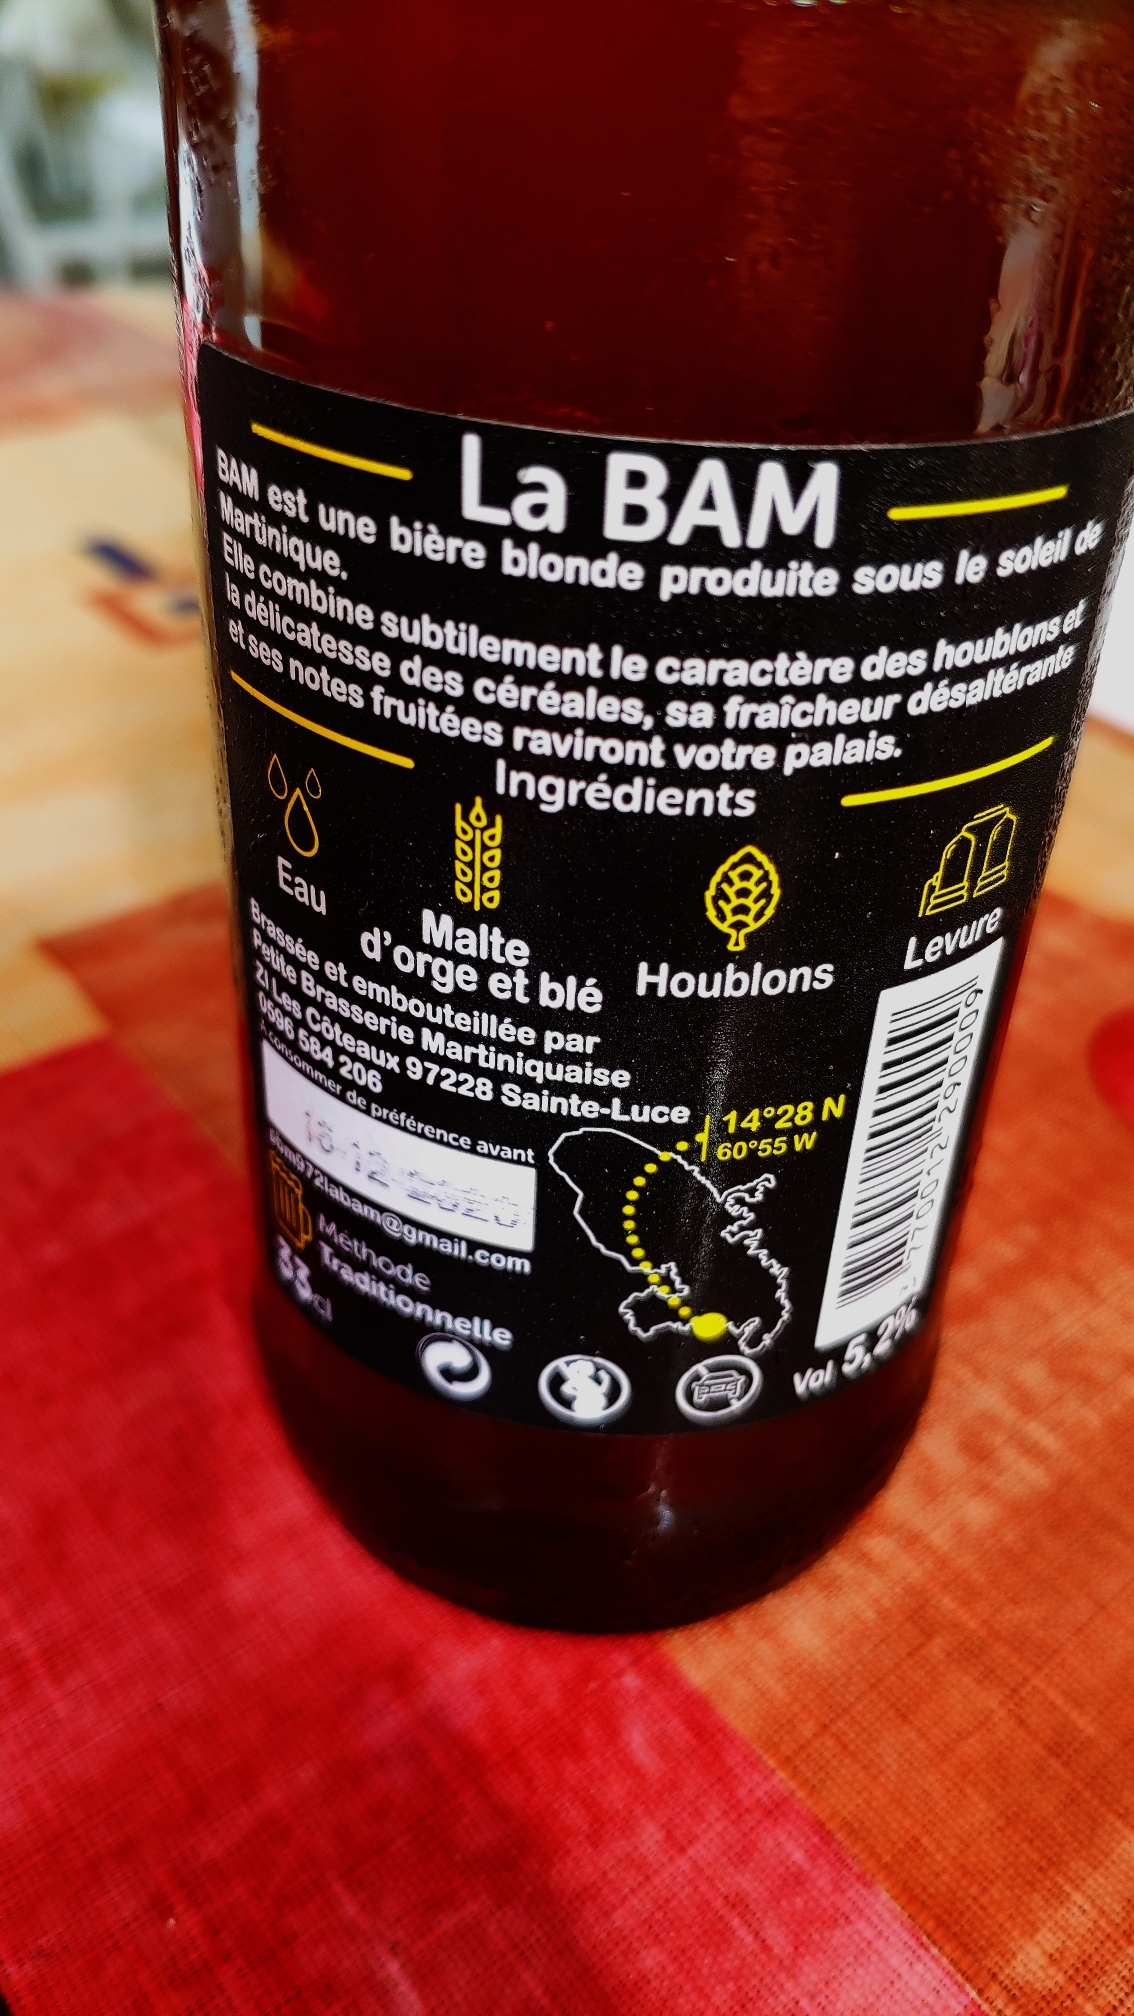 La BAM
BAM est une bière blonde produite sous le soleil de
Martinique.
Elle combine subtilement le caractère des houblons et
la délicatesse des céréales, sa fraîcheur désaltérante
et ses notes fruitées raviront votre palais.
Ingrédients
Eau
Malte
d'orge et blé
Houblons
Levure
Brassée et embouteillée par
Petite Brasserie Martiniquaise
ZI Les Côteaux 97228 Sainte-Luce
0596 584 206
A consommer de préférence avant
pbm972labam@gmail.com
Méthode
Traditionnelle
33cl
14°28 N
60°55 W
Vol 5,2%